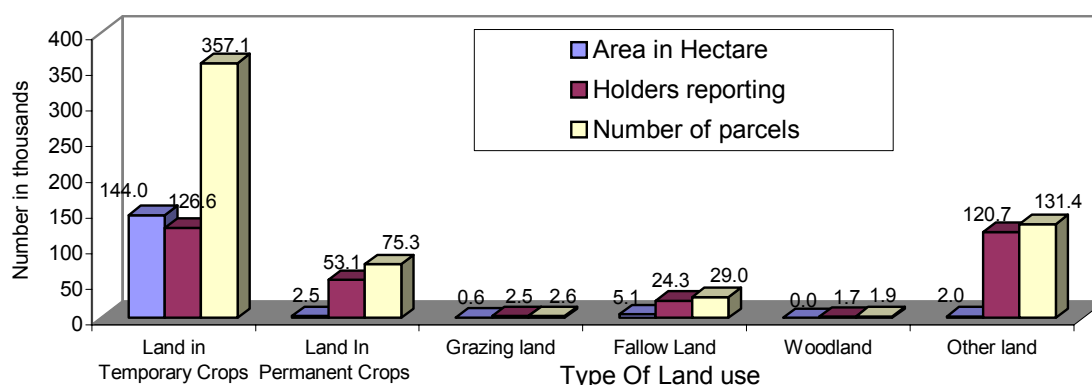 Number in thousands
400
350
300
250
200
150
100
50
0
Area in Hectare
Holders reporting
Number of parcels
144.0
126.6
357.1
2.5
53.1
75.3
0.6
2.5
2.6
5.1
24.3
29.0
0.0
1.7
1.9
2.0
120.7
131.4
Land in
Temporary Crops
Land In
Permanent Crops
Grazing land
Fallow Land
Woodland
Other land
Type Of Land use